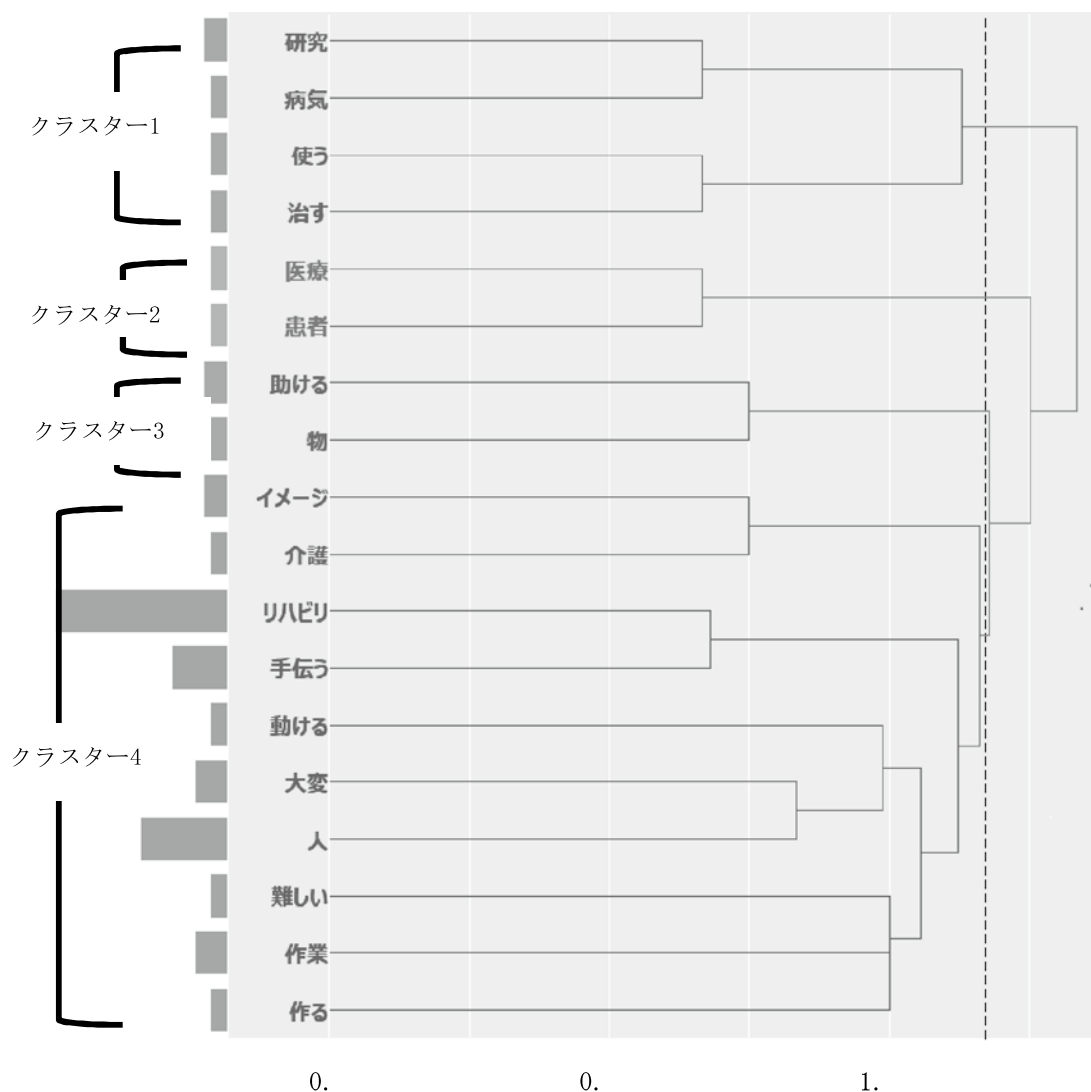 研究
病気
クラスター1
使う
治す
医療
クラスター2
患者
助ける
クラスター3
物
イメージ
介護
リハビリ
手伝う
動ける
クラスター4
大変
人
難しい
作業
作る
0. 0. 1.